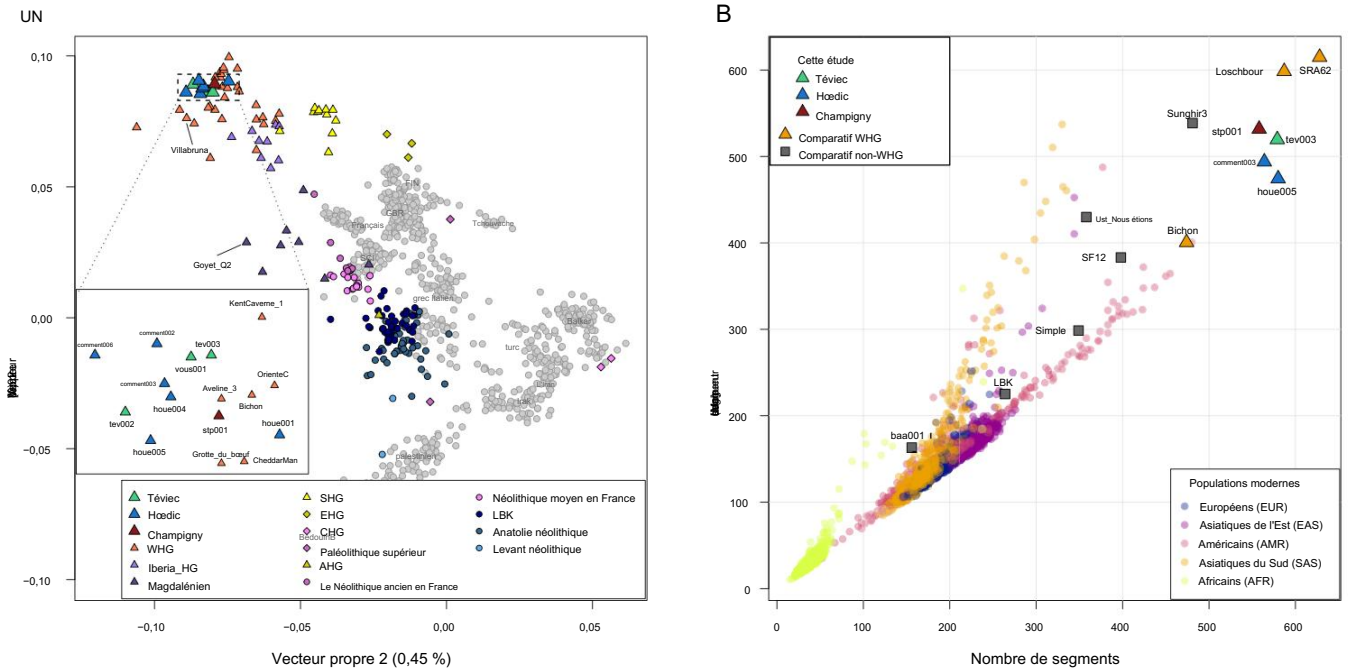 UN
0,10
0,05
0,00
−0,05
−0,10
−0,10
−0,05
0,00
0,05
Vecteur propre 2 (0,45 %)
Villabruna
Goyet_Q2
FIN
GBR
Français
Tchouvache
grec Italien
turc
palestinien
KentCaverne_1
comment002
comment006
tev003
vous001
comment003
OrienteC
Aveline_3
houe004
Bichon
tev002
stp001
houe001
houe005
Grotte_du_bœuf
CheddarMan
Téviec
Hœdic
Champigny
WHG
Iberia_HG
Magdalénien
SHG
EHG
CHG
Paléolithique supérieur
AHG
Le Néolithique ancien en France
Néolithique moyen en France
LBK
Anatolie néolithique
Levant néolithique
B
600
500
400
300
200
100
0
0
100
200
300
400
500
600
Nombre de segments
Cette étude
Téviec
Hœdic
Champigny
Comparatif WHG
Comparatif non-WHG
Loschbour
SRA62
Sunghir3
stp001
tev003
comment003
houe005
Ust_Nous étions
Bichon
SF12
Simple
LBK
baa001
Populations modernes
Européens (EUR)
Asiatiques de l'Est (EAS)
Américains (AMR)
Asiatiques du Sud (SAS)
Africains (AFR)